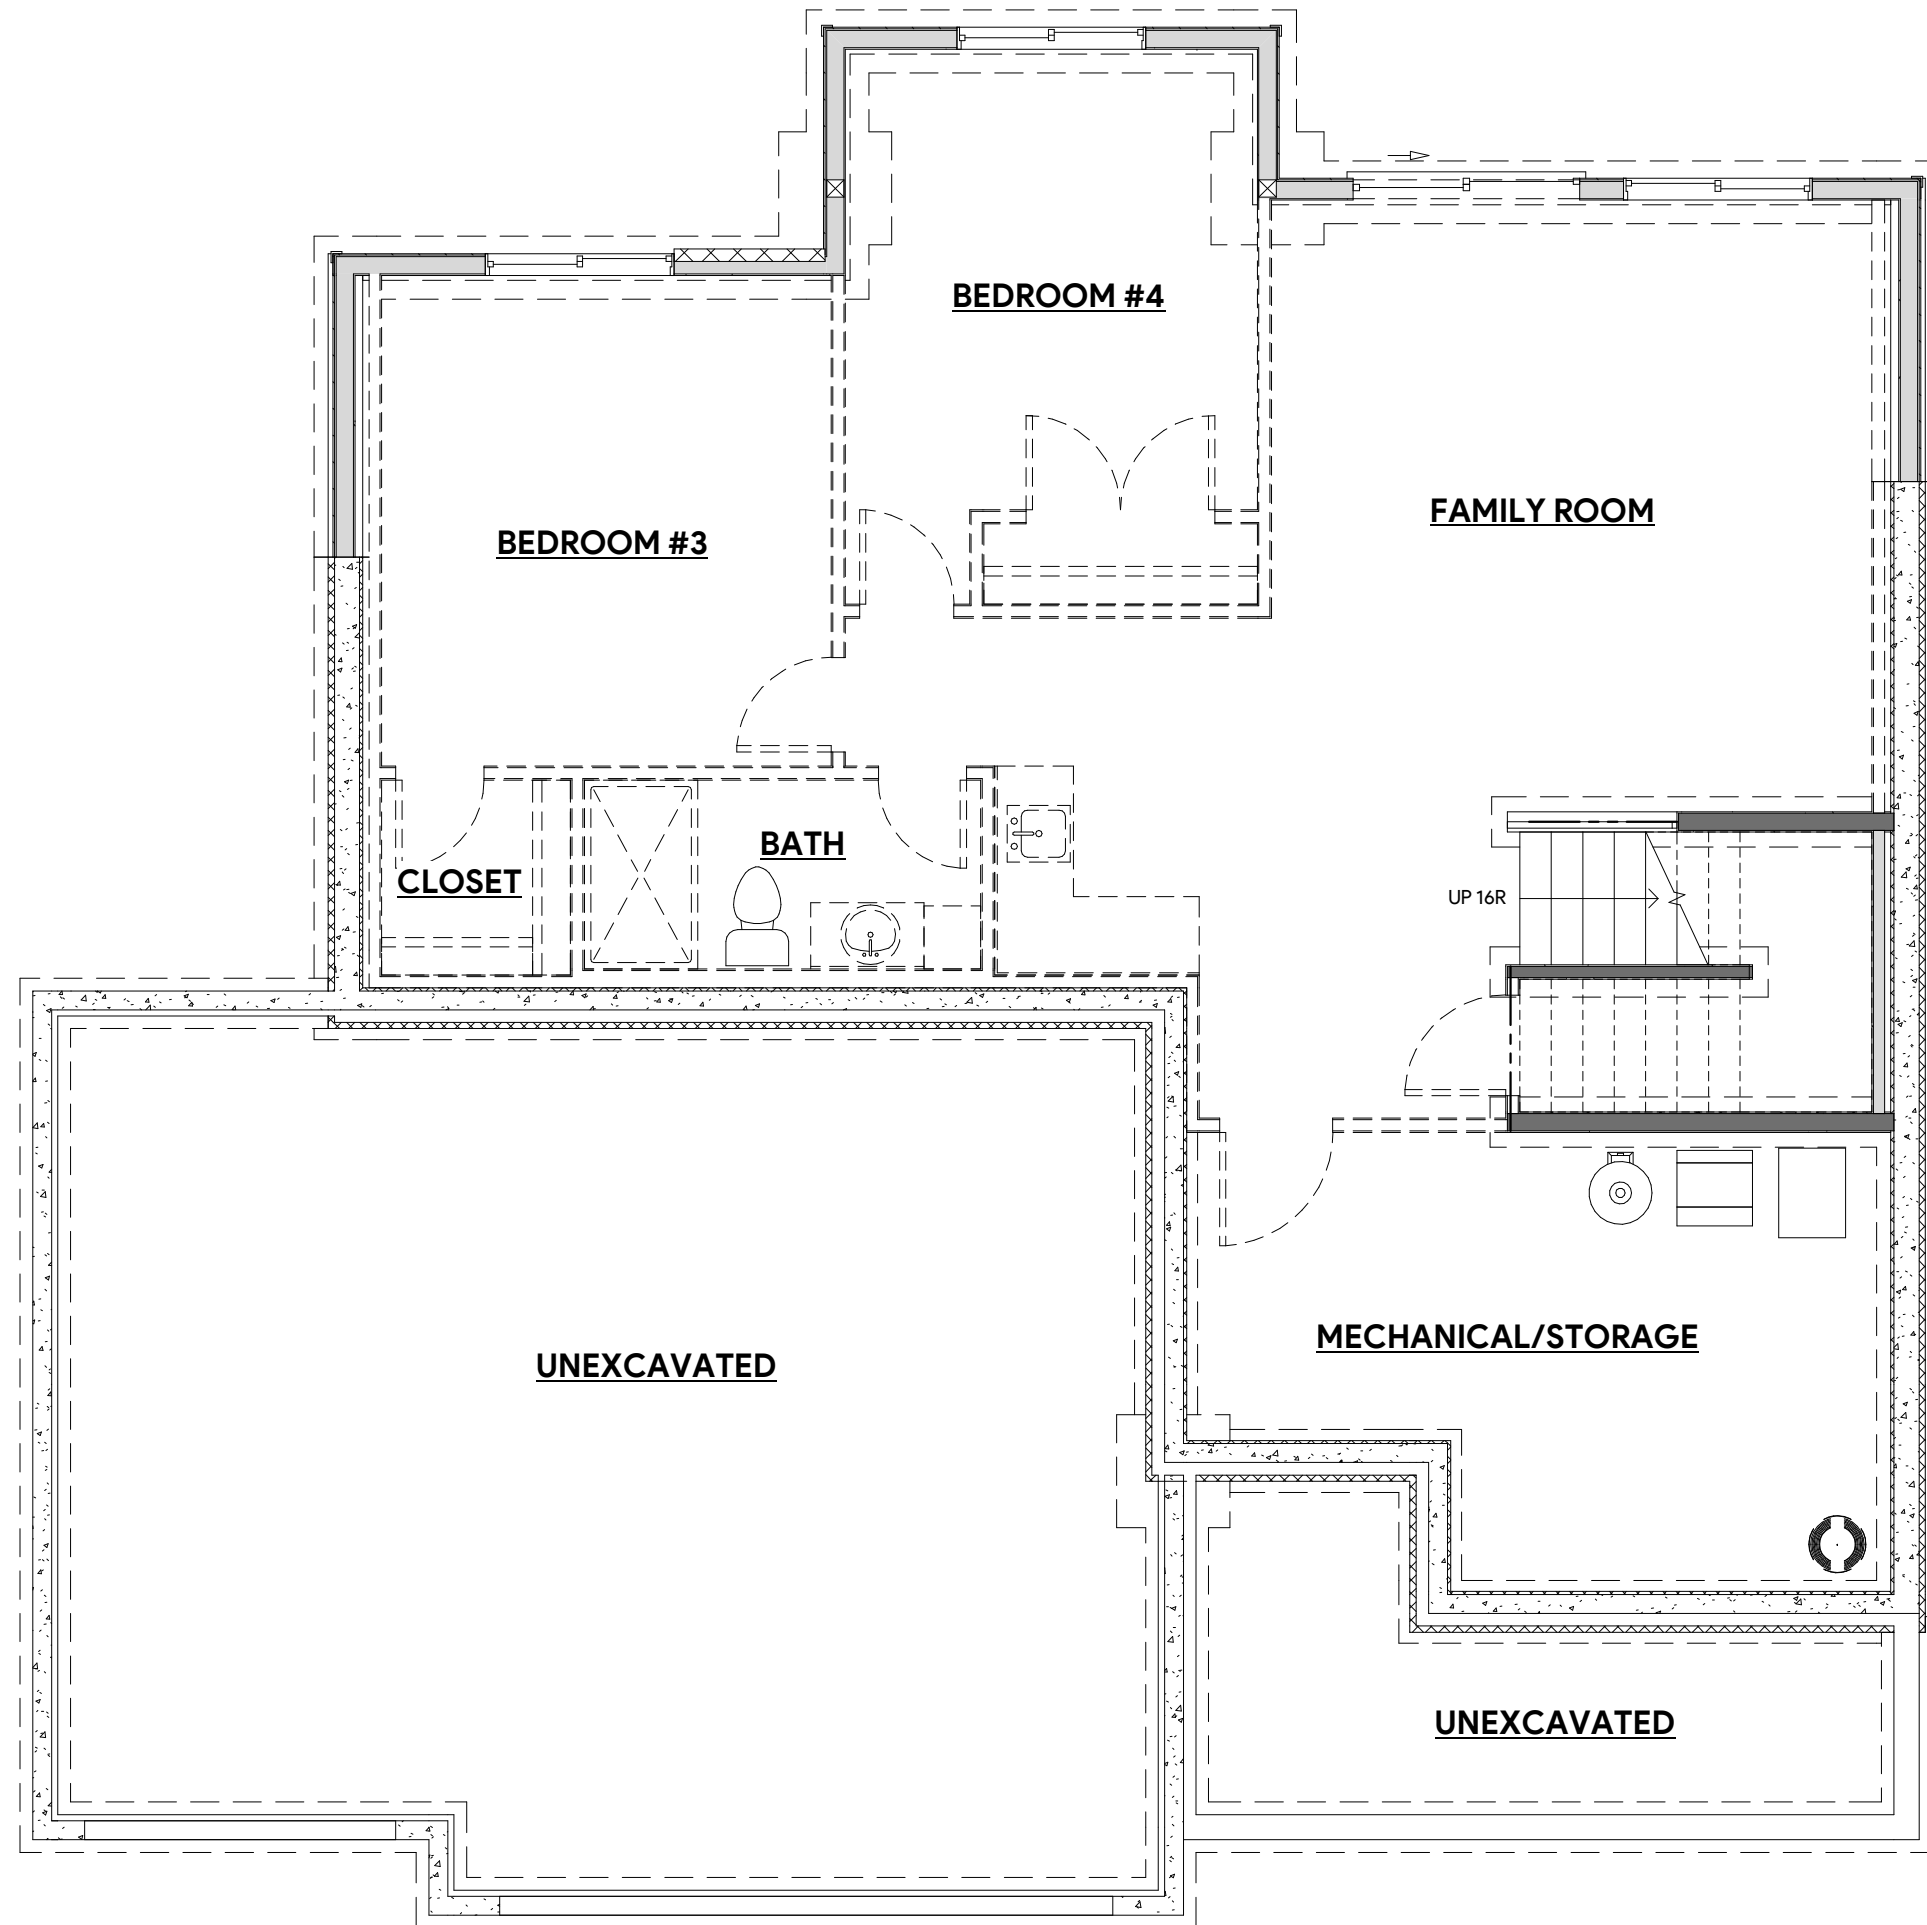 BEDROOM #4
FAMILY ROOM
BEDROOM #3
BATH
CLOSET
UP 16R
MECHANICAL/STORAGE
UNEXCAVATED
UNEXCAVATED